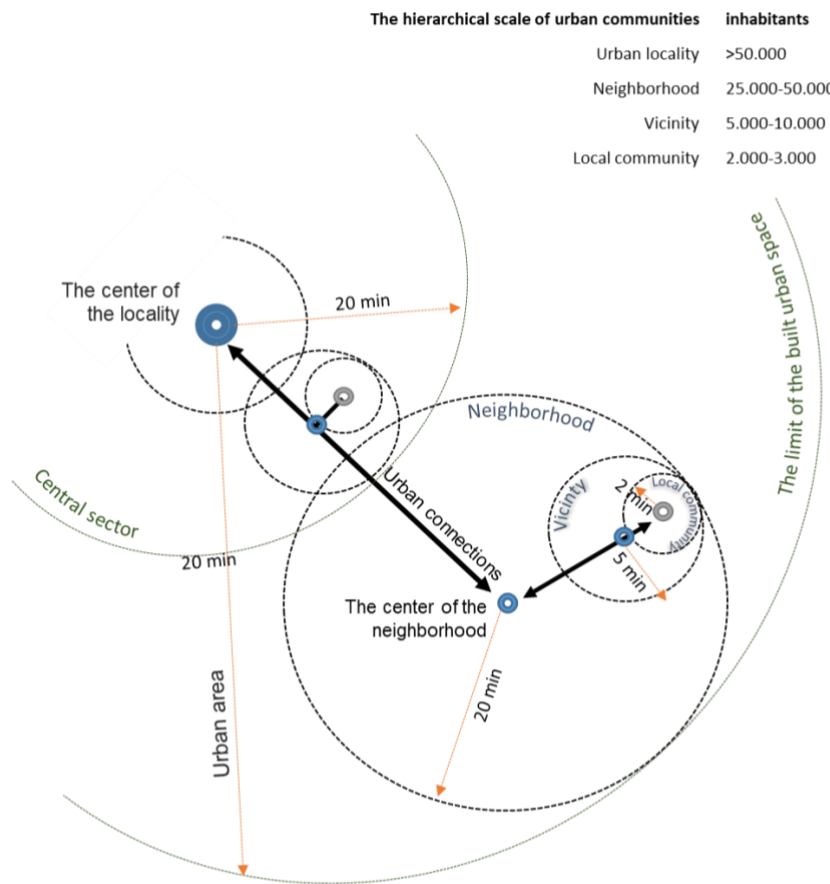 The hierarchical scale of urban communities inhabitants
Urban locality >50.000
Neighborhood 25.000-50.000
Vicinity 5.000-10.000
Local community 2.000-3.000
The limit of the built urban space
The center of
the locality
20 min
Neighborhood
Central sector
Urban connections
Vicinty
Local community
2 min
5 min
20 min
The center of the
neighborhood
20 min
Urban area